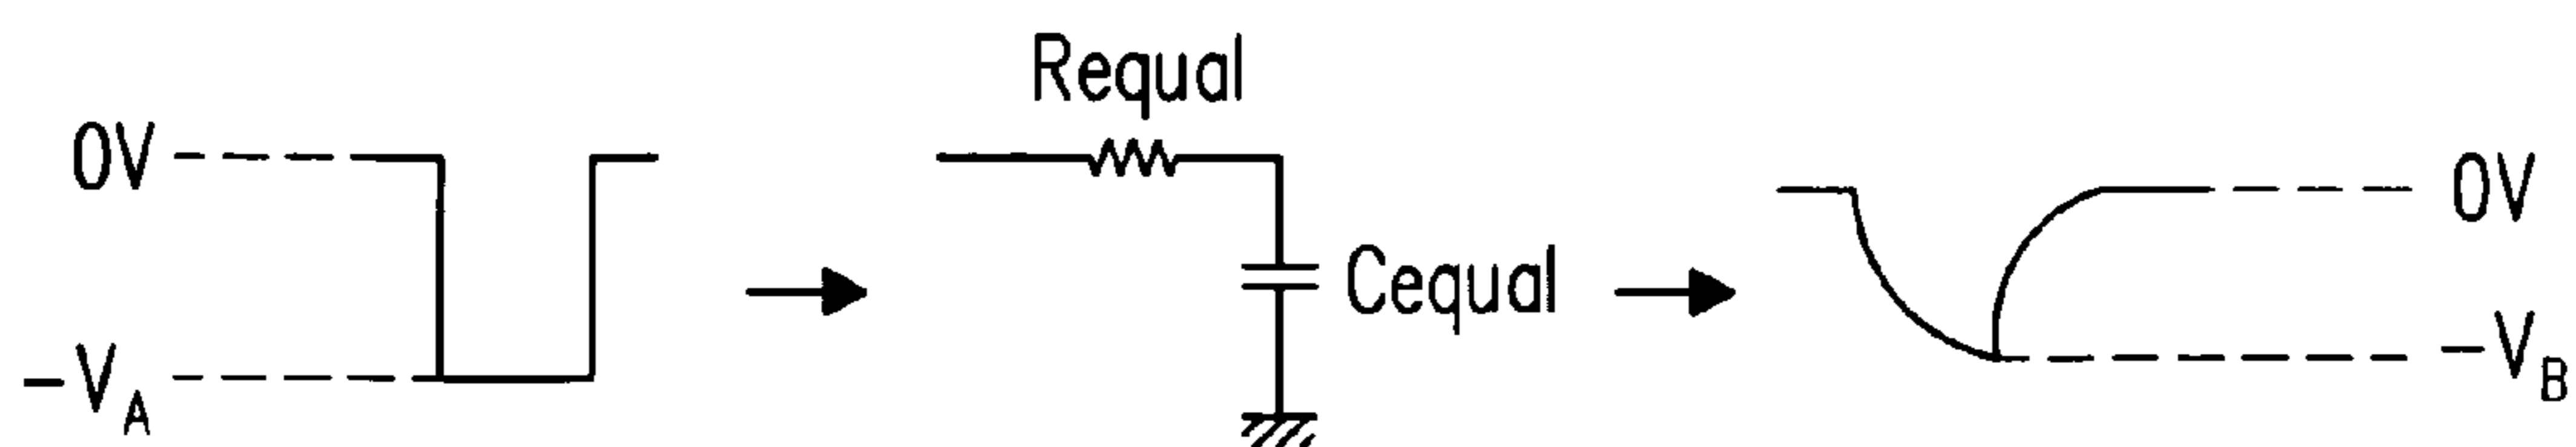 Requal
0V
0V
Cequal
-V_A
-V_B